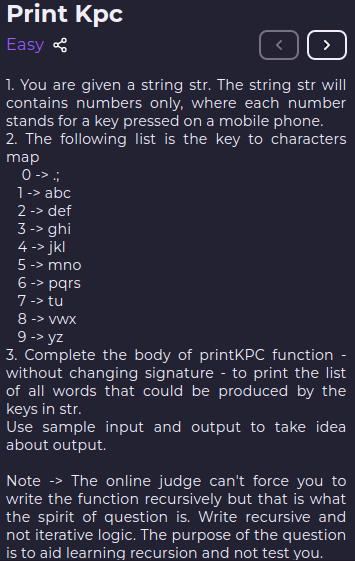 Print Kpc
Easy
1. You are given a string str. The string str will
contains numbers only, where each number
stands for a key pressed on a mobile phone.
2. The following list is the key to characters
map
0 -> .;
1 -> abc
2 -> def
3 -> ghi
4 -> jkl
5 -> mno
6 -> pqrs
7 -> tu
8 -> vwx
9 -> yz
3. Complete the body of printKPC function -
without changing signature - to print the list
of all words that could be produced by the
keys in str.
Use sample input and output to take idea
about output.
Note -> The online judge can't force you to
write the function recursively but that is what
the spirit of question is. Write recursive and
not iterative logic. The purpose of the question
is to aid learning recursion and not test you.